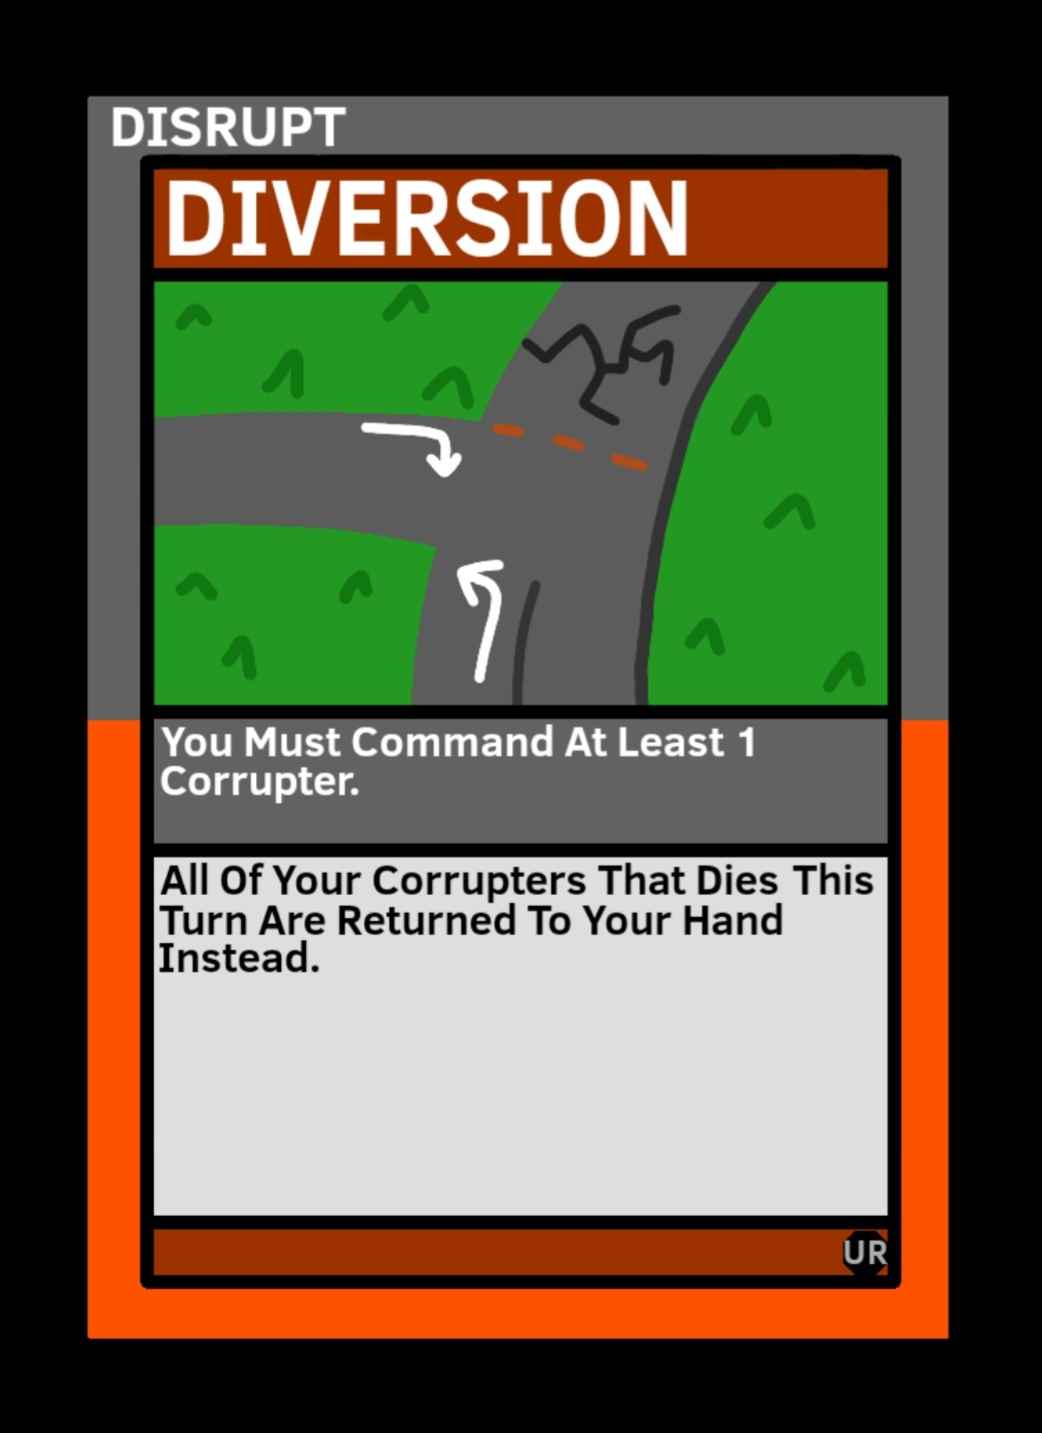 DISRUPT
DIVERSION
You Must Command At Least 1
Corrupter.
All Of Your Corrupters That Dies This
Turn Are Returned To Your Hand
Instead.
UR